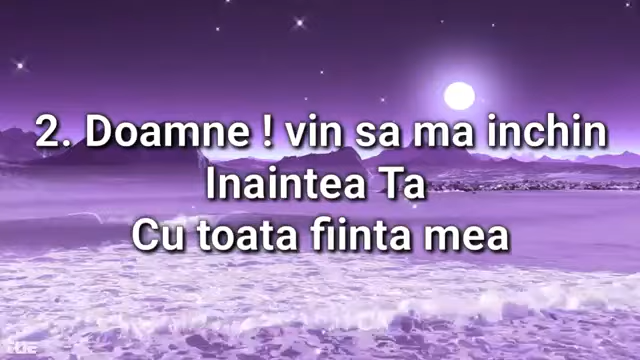 2. Doamne ! vin sa ma inchin
Inaintea Ta
Cu toata fiinta mea